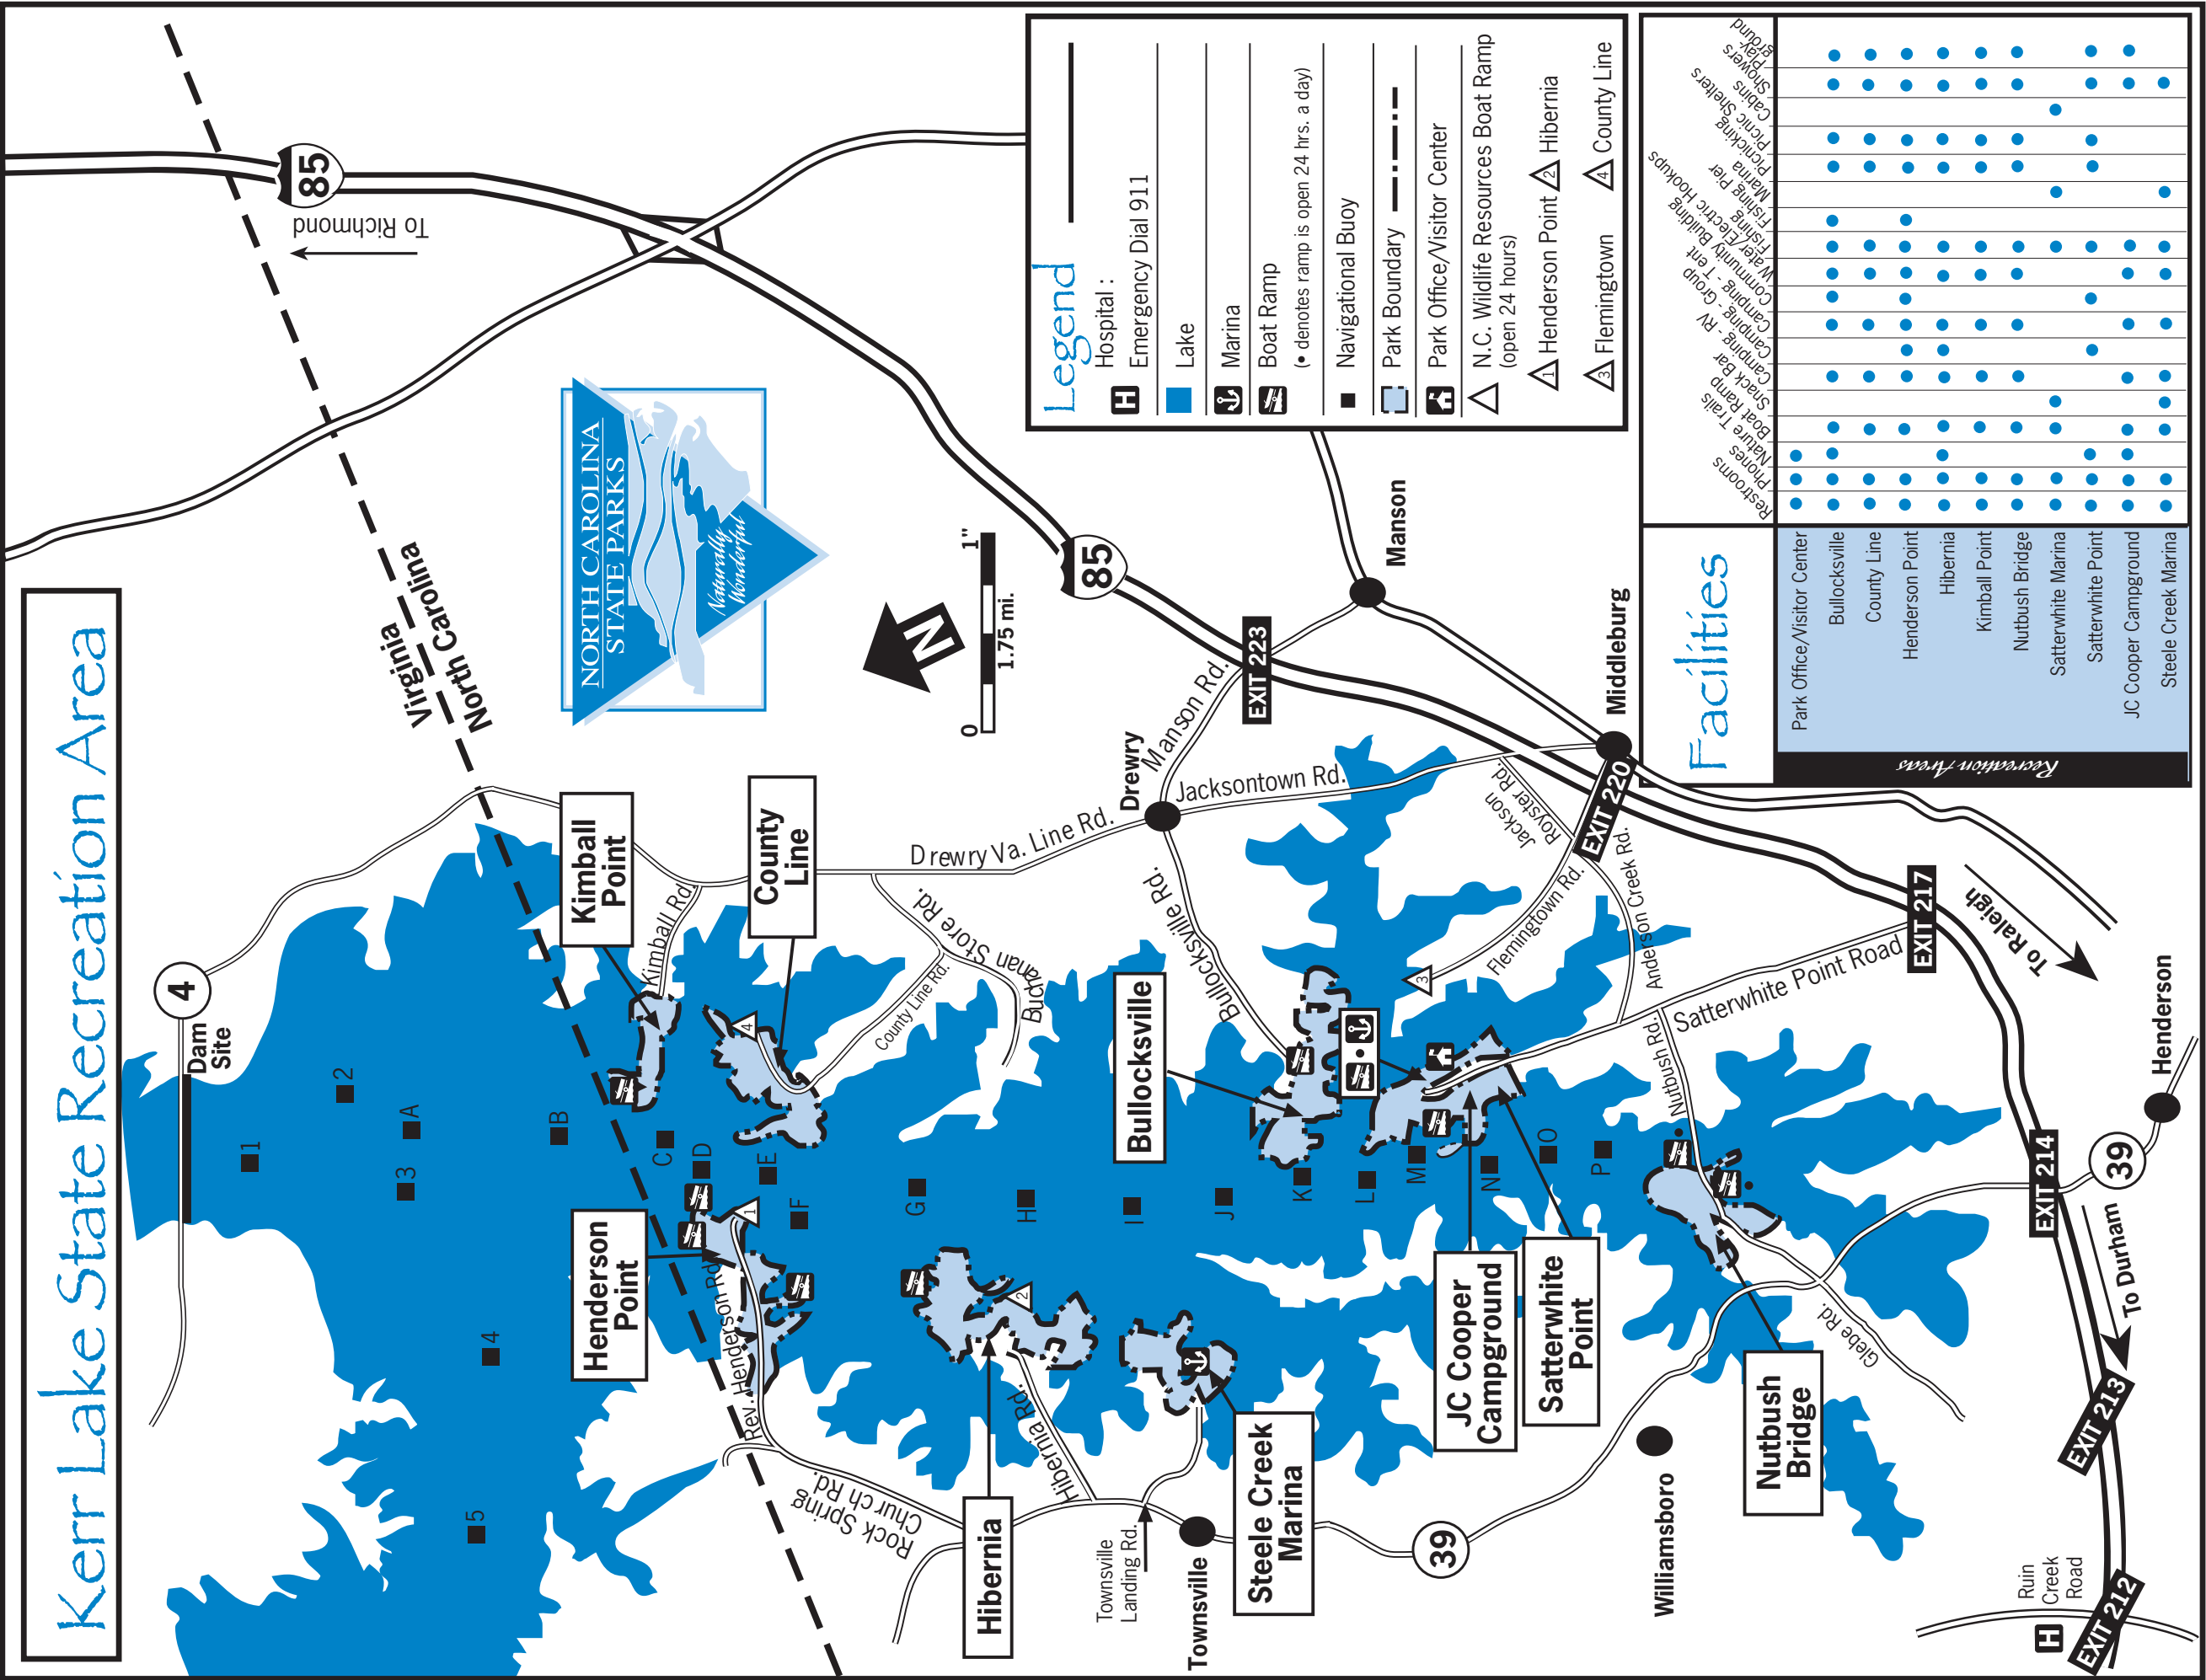 Kerr Lake State Recreation Area
Virginia
North Carolina
85
To Richmond
NORTH CAROLINA
STATE PARKS
Naturally
Wonderful
N
0
1"
1.75 mi.
4
Dam
Site
1
2
3
A
B
C
D
E
F
G
H
I
J
K
L
M
N
O
P
4
5
Kimball
Point
Kimball Rd.
County
Line
4
County Line Rd.
Buchanan Store Rd.
Drewry Va. Line Rd.
Drewry
Manson Rd.
EXIT 223
85
Manson
Jacksontown Rd.
Middleburg
EXIT 220
Jackson
Royster Rd.
Flemingtown Rd.
3
Anderson Creek Rd.
Bullocksville Rd.
Bullocksville
Henderson
Point
Rev. Henderson Rd.
1
Rock Spring
Church Rd.
Hibernia
Hibernia Rd.
2
Townsville
Landing Rd.
Townsville
Steele Creek
Marina
39
JC Cooper
Campground
Satterwhite
Point
Satterwhite Point Road
Nutbush Rd.
Nutbush
Bridge
Glebe Rd.
Williamsboro
EXIT 217
To Raleigh
Henderson
39
EXIT 214
To Durham
EXIT 213
EXIT 212
Ruin
Creek
Road
H
Legend
H
Hospital :
Emergency Dial 911
Lake
Marina
Boat Ramp
(• denotes ramp is open 24 hrs. a day)
Navigational Buoy
Park Boundary
Park Office/Visitor Center
N.C. Wildlife Resources Boat Ramp
(open 24 hours)
1 Henderson Point 2 Hibernia
3 Flemingtown 4 County Line
Facilities
Restrooms
Phones
Nature Trails
Boat Ramp
Snack Bar
Camping - RV
Camping - Group
Camping - Tent
Community Building
Water/Electric Hookups
Fishing
Fishing Pier
Marina
Picnicking
Picnic Shelters
Cabins
Showers
Play-
ground
Recreation Areas
Park Office/Visitor Center
Bullocksville
County Line
Henderson Point
Hibernia
Kimball Point
Nutbush Bridge
Satterwhite Marina
Satterwhite Point
JC Cooper Campground
Steele Creek Marina